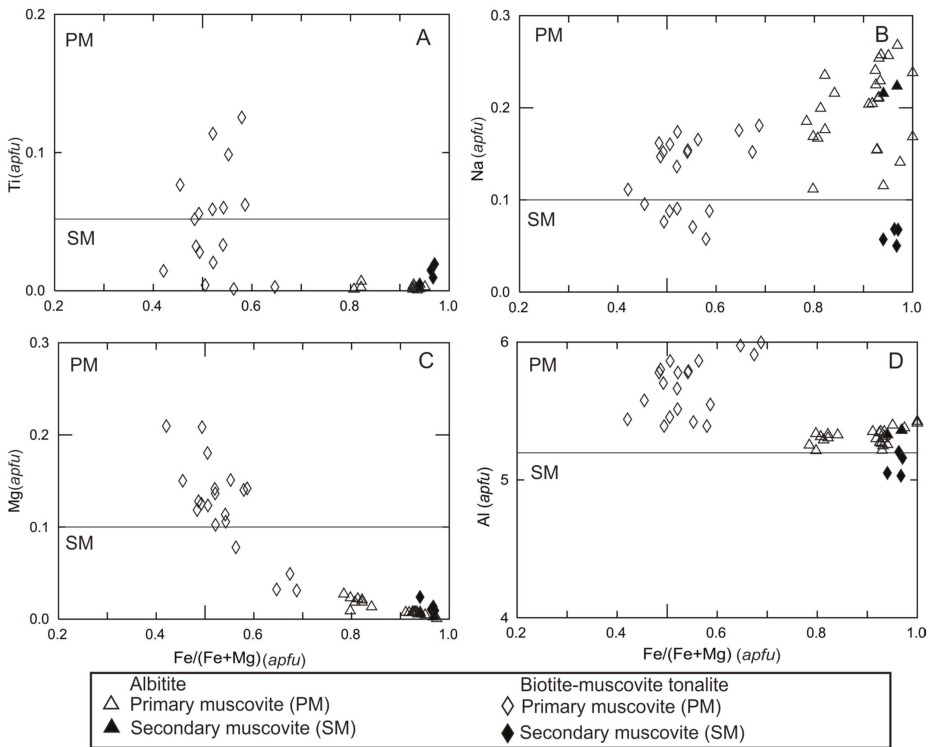 0.2
PM
A
Ti(apfu)
0.1
SM
0.0
0.2 0.4 0.6 0.8 1.0
0.3
PM
B
0.2
Na(apfu)
0.1
SM
0.0
0.2 0.4 0.6 0.8 1.0
0.3
PM
C
0.2
Mg(apfu)
0.1
SM
0.0
0.2 0.4 0.6 0.8 1.0
Fe/(Fe+Mg)(apfu)
6
PM
D
SM
Al (apfu)
5
4
0.2 0.4 0.6 0.8 1.0
Fe/(Fe+Mg) (apfu)
Albitite
Primary muscovite (PM)
Secondary muscovite (SM)
Biotite-muscovite tonalite
Primary muscovite (PM)
Secondary muscovite (SM)